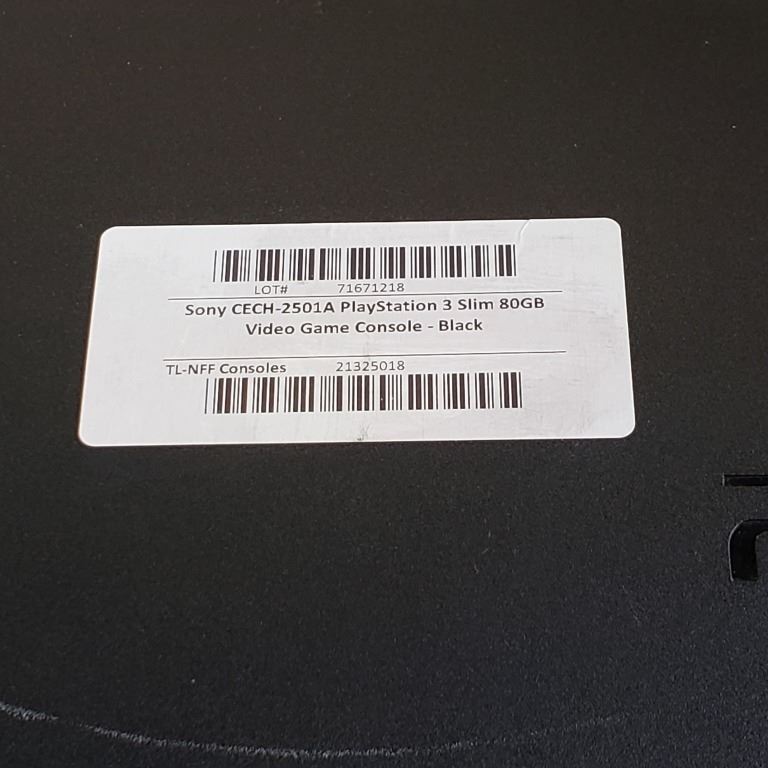 LOT# 71671218
Sony CECH-2501A PlayStation 3 Slim 80GB
Video Game Console - Black
TL-NFF Consoles 21325018